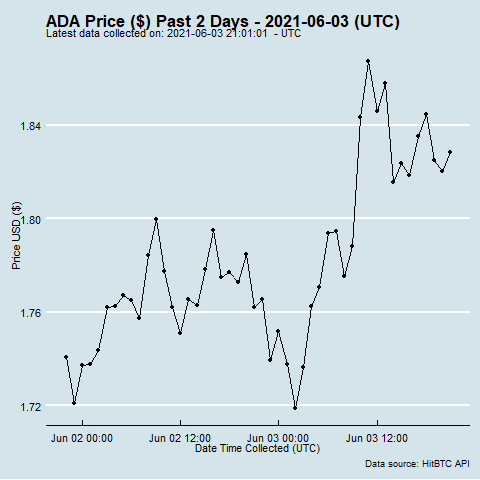 ADA Price ($) Past 2 Days - 2021-06-03 (UTC)
Latest data collected on: 2021-06-03 21:01:01 - UTC
1.84
1.80
1.76
1.72
Price USD ($)
Jun 02 00:00
Jun 02 12:00
Jun 03 00:00
Jun 03 12:00
Date Time Collected (UTC)
Data source: HitBTC API